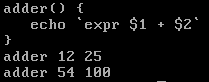 adder() {
    echo `expr $1 + $2`
}
adder 12 25
adder 54 100